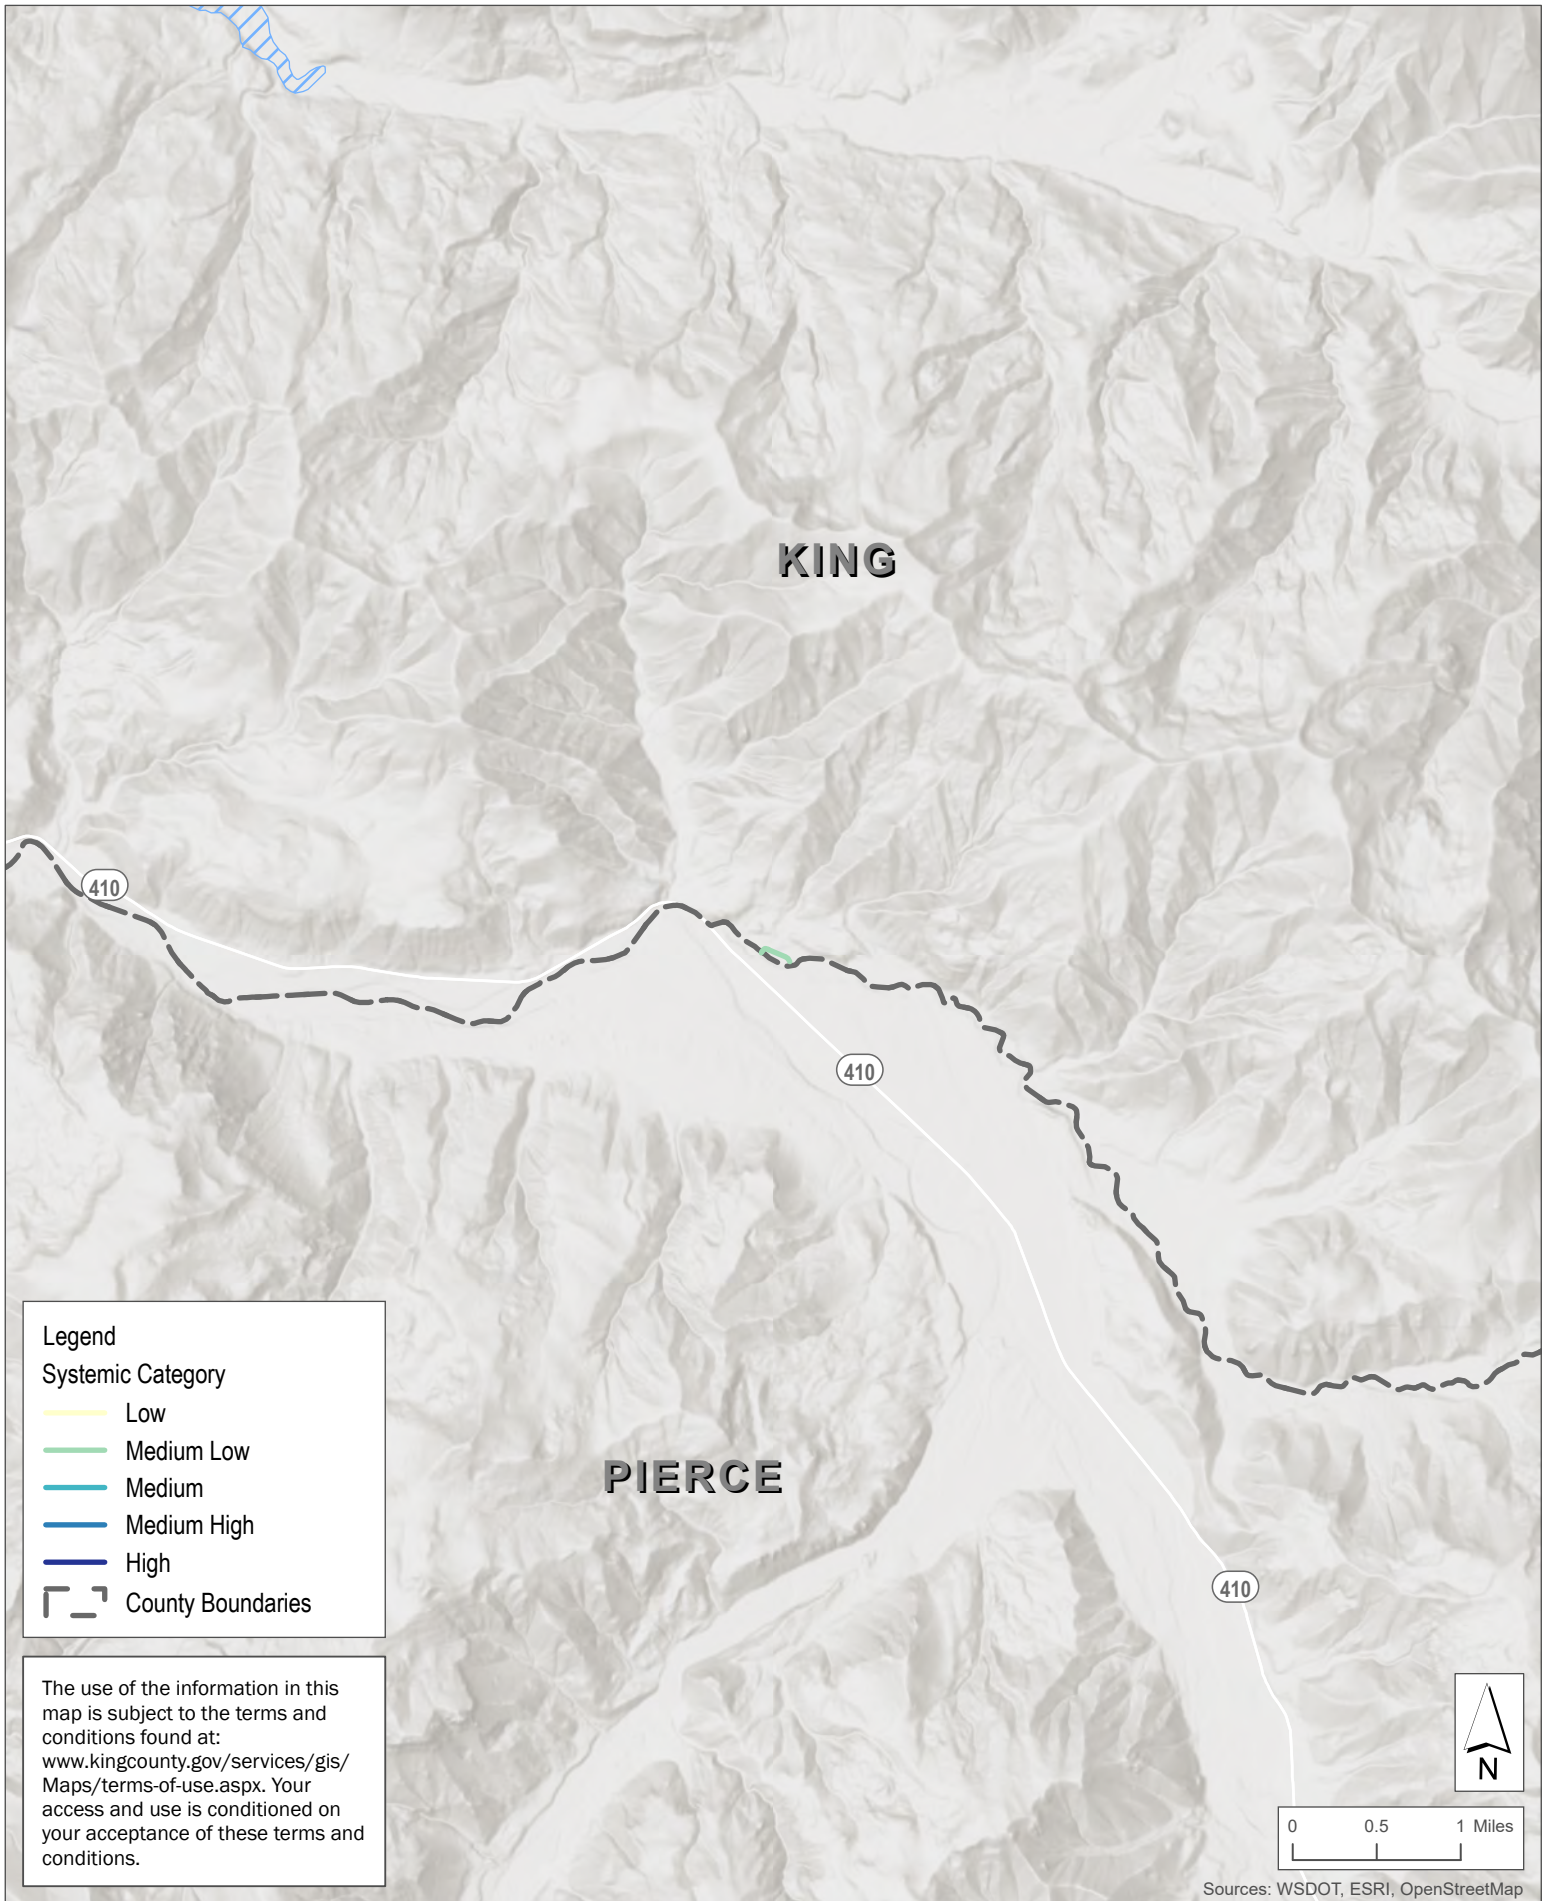 KING
410
410
PIERCE
410
Legend
Systemic Category
Low
Medium Low
Medium
Medium High
High
County Boundaries
The use of the information in this
map is subject to the terms and
conditions found at:
www.kingcounty.gov/services/gis/
Maps/terms-of-use.aspx. Your
access and use is conditioned on
your acceptance of these terms and
conditions.
N
0 0.5 1 Miles
Sources: WSDOT, ESRI, OpenStreetMap